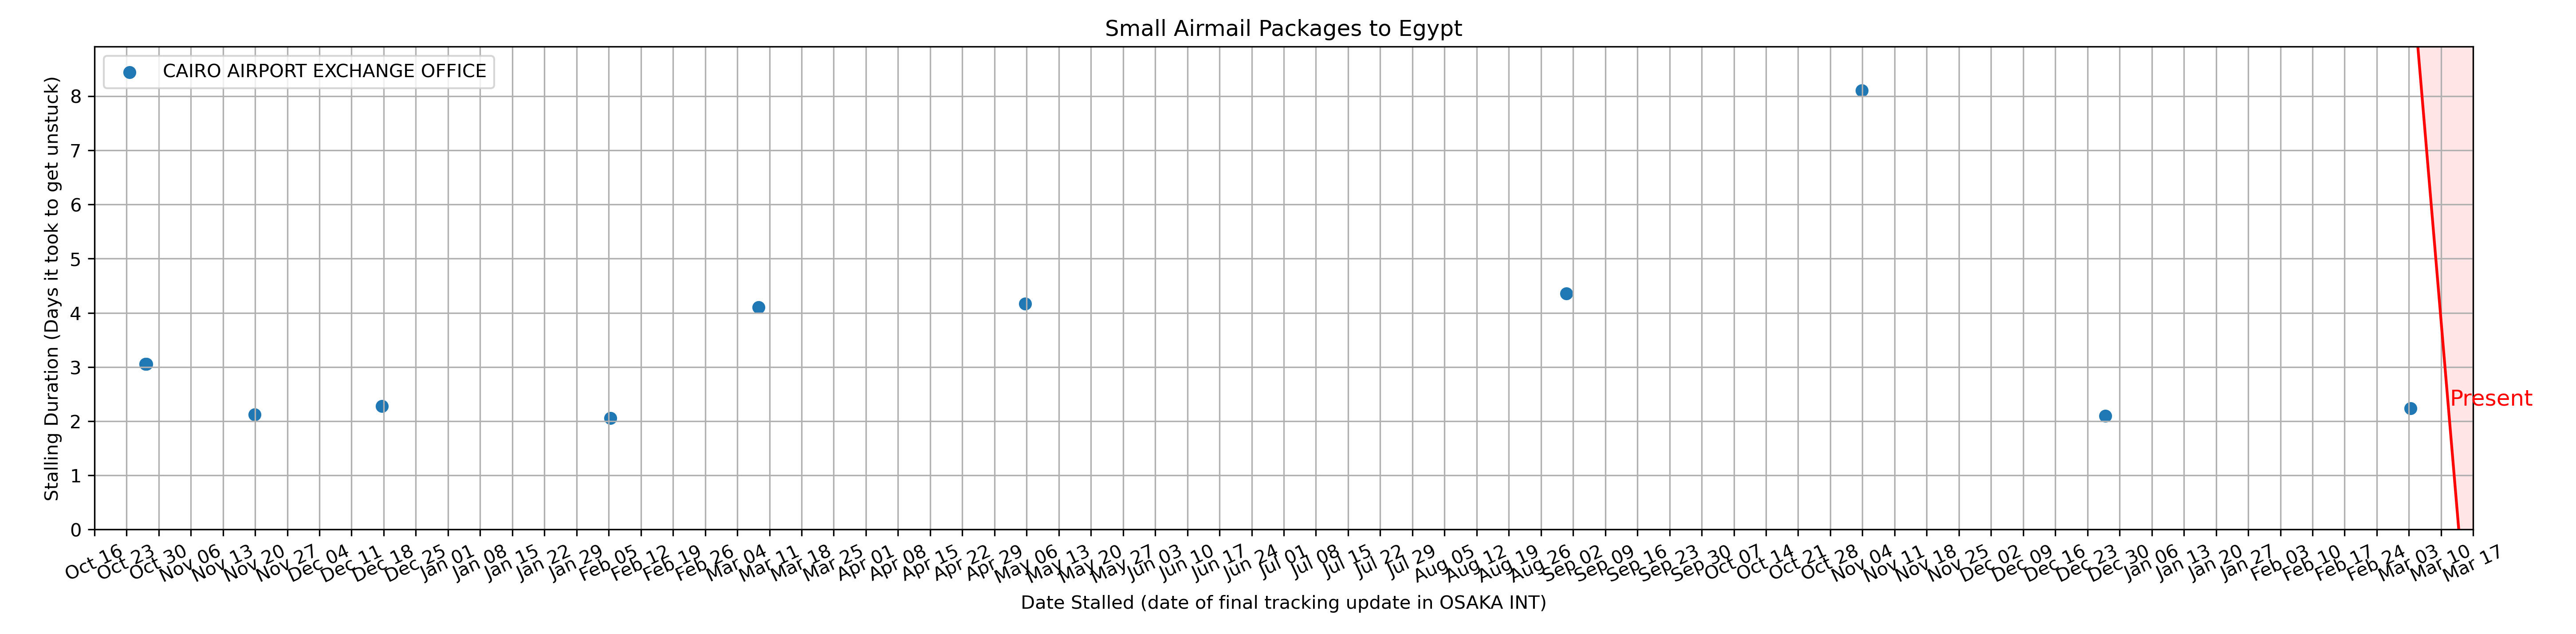 Small Airmail Packages to Egypt
CAIRO AIRPORT EXCHANGE OFFICE
Stalling Duration (Days it took to get unstuck)
8
7
6
5
4
3
2
1
0
Present
Oct 16
Oct 23
Oct 30
Nov 06
Nov 13
Nov 20
Nov 27
Dec 04
Dec 11
Dec 18
Dec 25
Jan 01
Jan 08
Jan 15
Jan 22
Jan 29
Feb 05
Feb 12
Feb 19
Feb 26
Mar 04
Mar 11
Mar 18
Mar 25
Apr 01
Apr 08
Apr 15
Apr 22
Apr 29
May 06
May 13
May 20
May 27
Jun 03
Jun 10
Jun 17
Jun 24
Jul 01
Jul 08
Jul 15
Jul 22
Jul 29
Aug 05
Aug 12
Aug 19
Aug 26
Sep 02
Sep 09
Sep 16
Sep 23
Sep 30
Oct 07
Oct 14
Oct 21
Oct 28
Nov 04
Nov 11
Nov 18
Nov 25
Dec 02
Dec 09
Dec 16
Dec 23
Dec 30
Jan 06
Jan 13
Jan 20
Jan 27
Feb 03
Feb 10
Feb 17
Feb 24
Mar 03
Mar 10
Mar 17
Date Stalled (date of final tracking update in OSAKA INT)